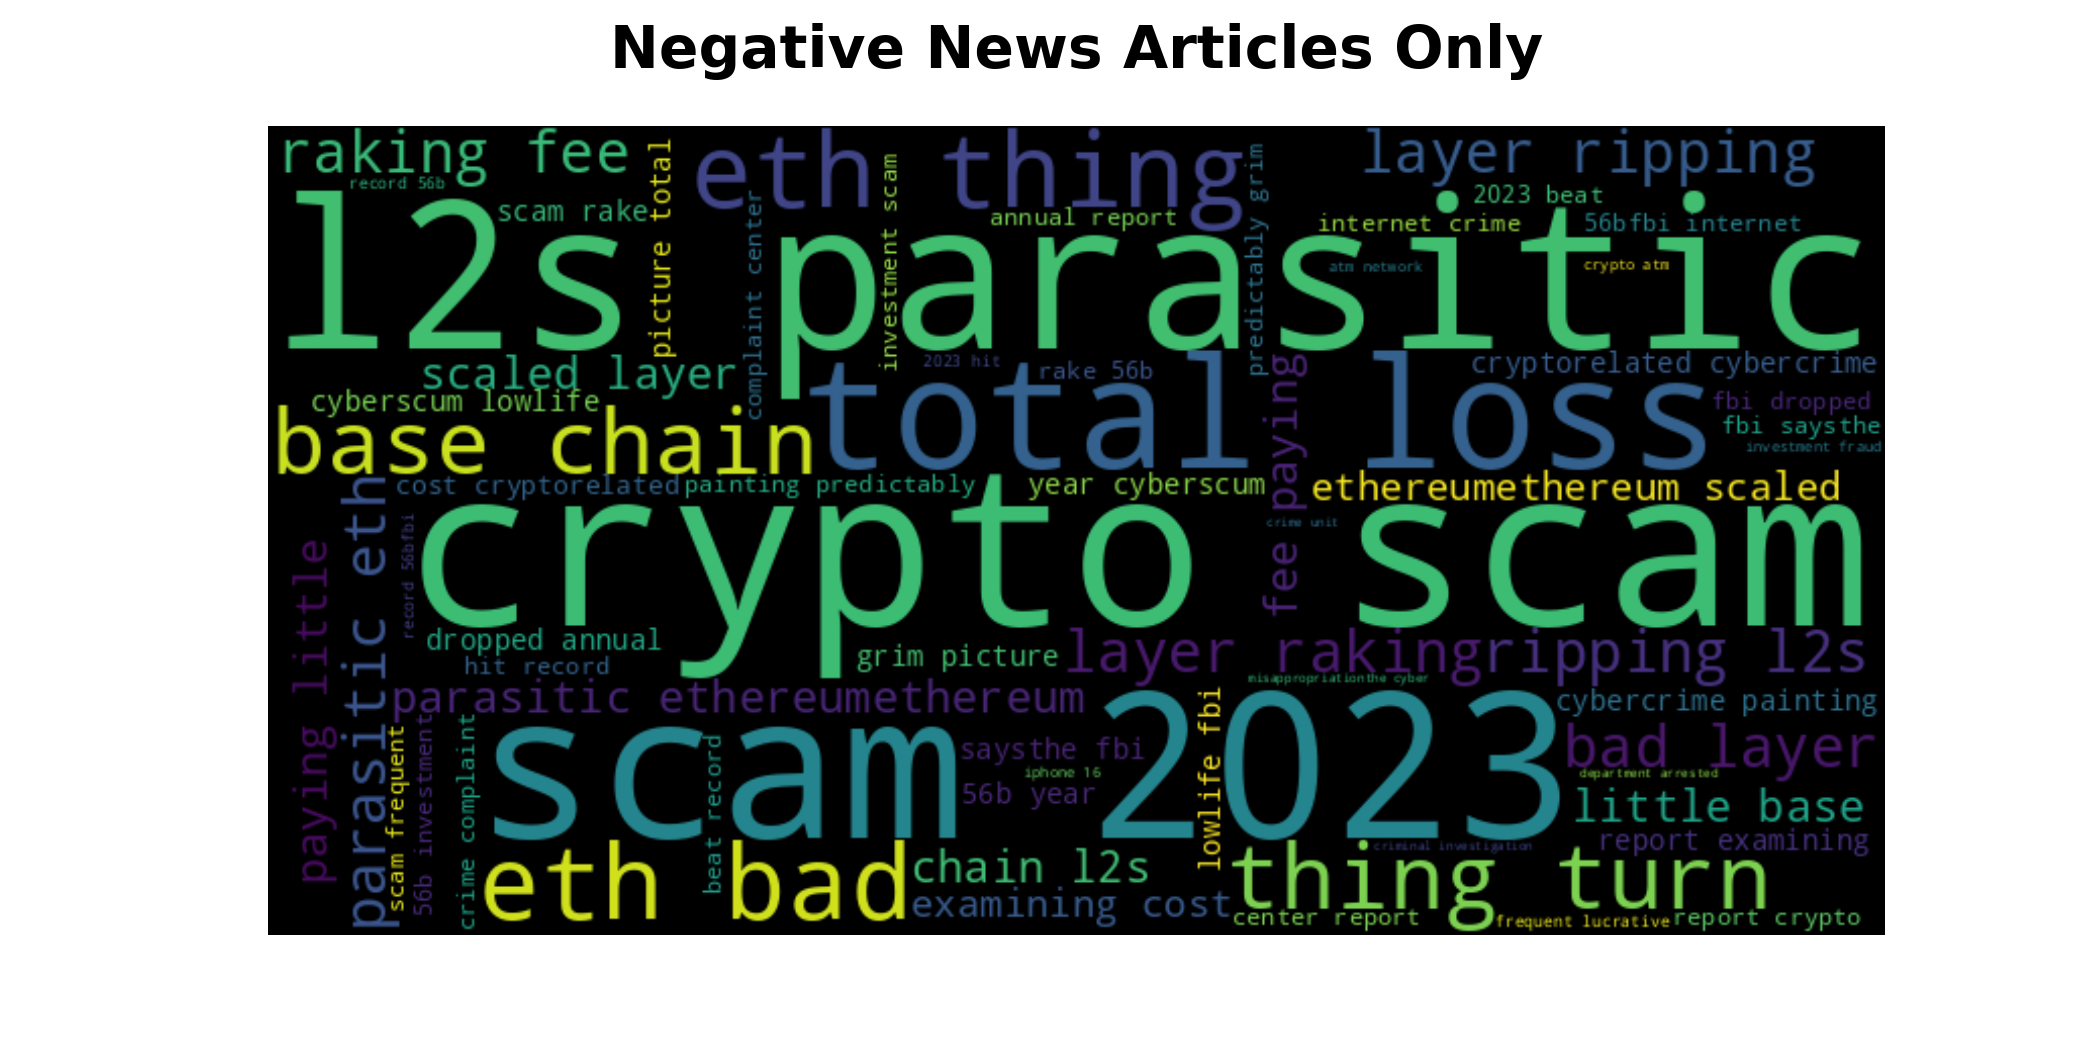 Negative News Articles Only
raking fee
eth thing
layer ripping
record 56b
scam rake
picture total
complaint center
investment scam
annual report
predictably grim
2023 beat
internet crime
56bfbi internet
l2s parasitic
atm network
crypto atm
scaled layer
2023 hit
rake 56b
total loss
cryptorelated cybercrime
cyberscum lowlife
fbi dropped
base chain
fee paying
fbi saysthe
investment fraud
cost cryptorelated
painting predictably
year cyberscum
ethereumethereum scaled
parasitic eth
record 56bfbi
crypto scam
crime unit
paying little
dropped annual
hit record
grim picture
layer raking
ripping l2s
misappropriationthe cyber
parasitic ethereumethereum
cybercrime painting
scam 2023
lowlife fbi
scam frequent
56b investment
crime complaint
beat record
saysthe fbi
iphone 16
56b year
bad layer
department arrested
little base
report examining
criminal investigation
eth bad
chain l2s
thing turn
examining cost
center report
frequent lucrative
report crypto